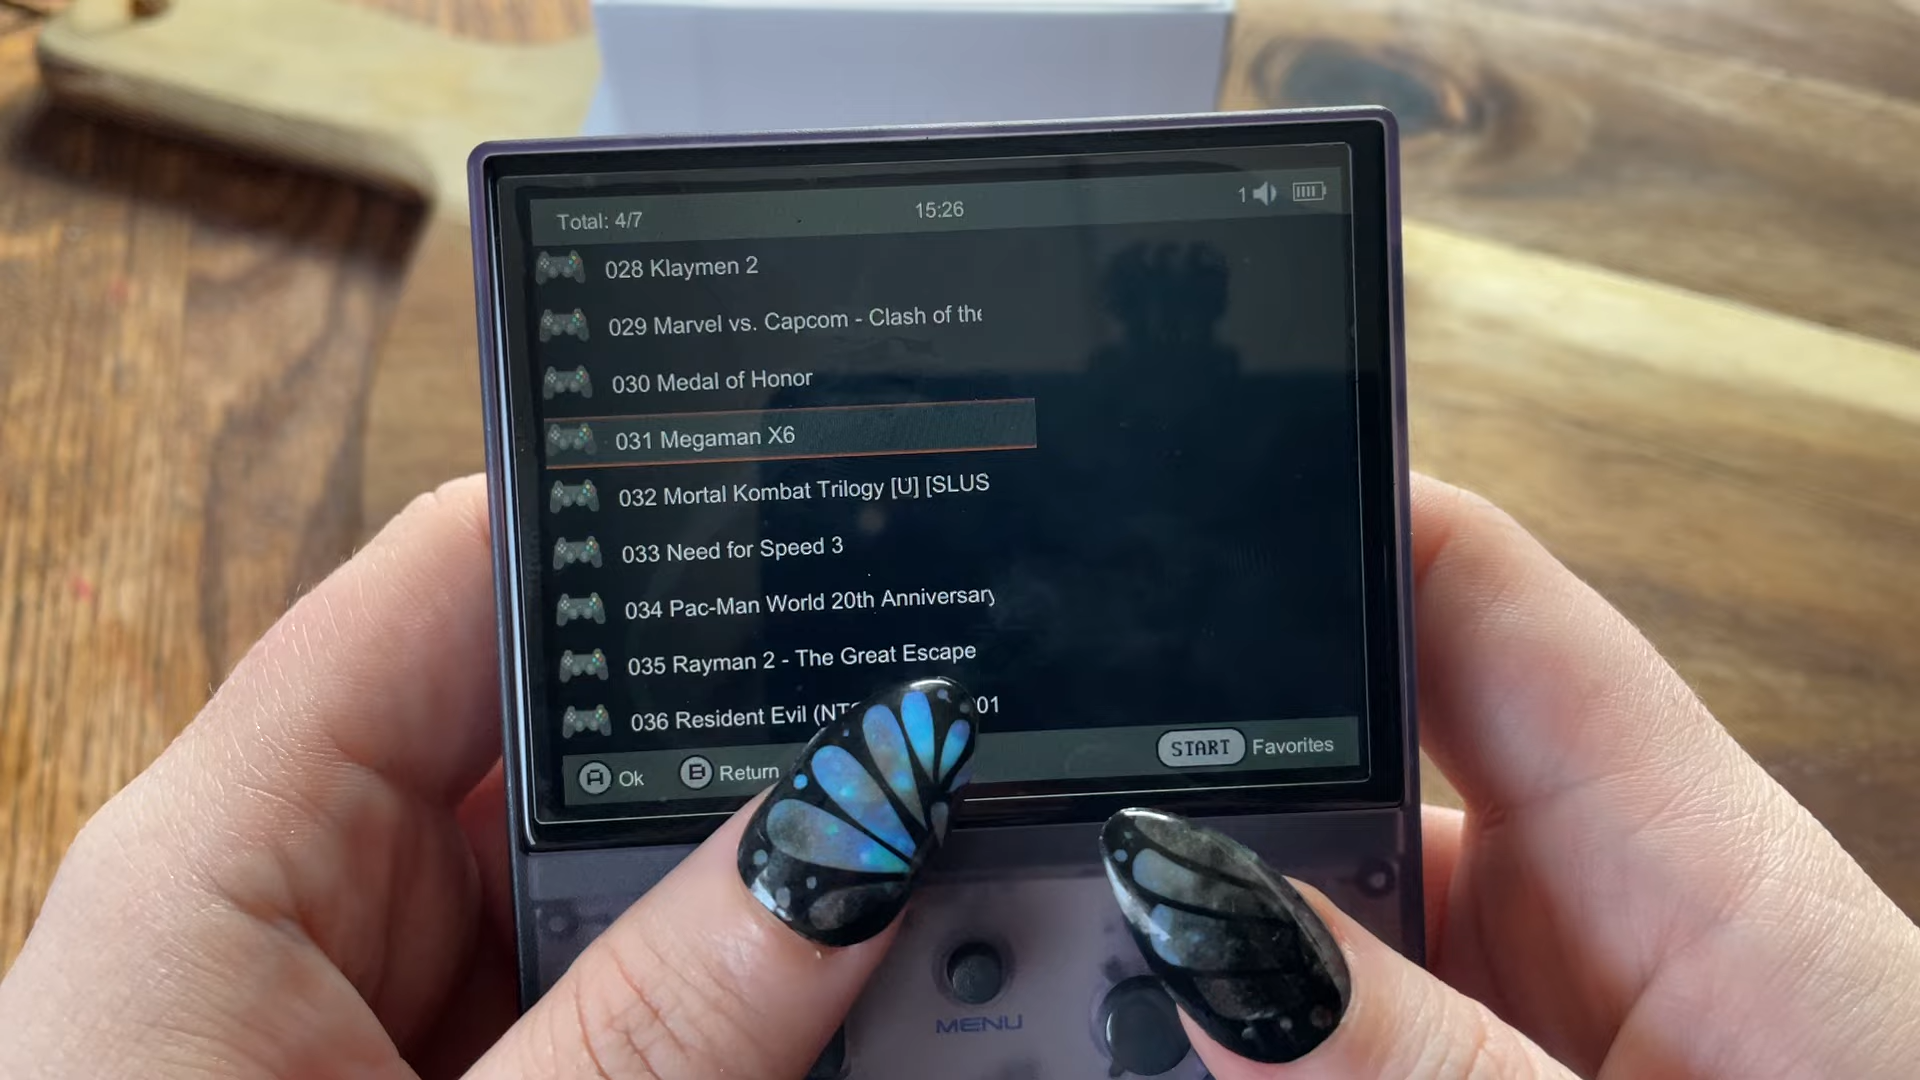 Total: 4/7 15:26 1
028 Klaymen 2
029 Marvel vs. Capcom - Clash of the
030 Medal of Honor
031 Megaman X6
032 Mortal Kombat Trilogy [U] [SLUS
033 Need for Speed 3
034 Pac-Man World 20th Anniversary
035 Rayman 2 - The Great Escape
036 Resident Evil 01
A Ok B Return START Favorites
MENU